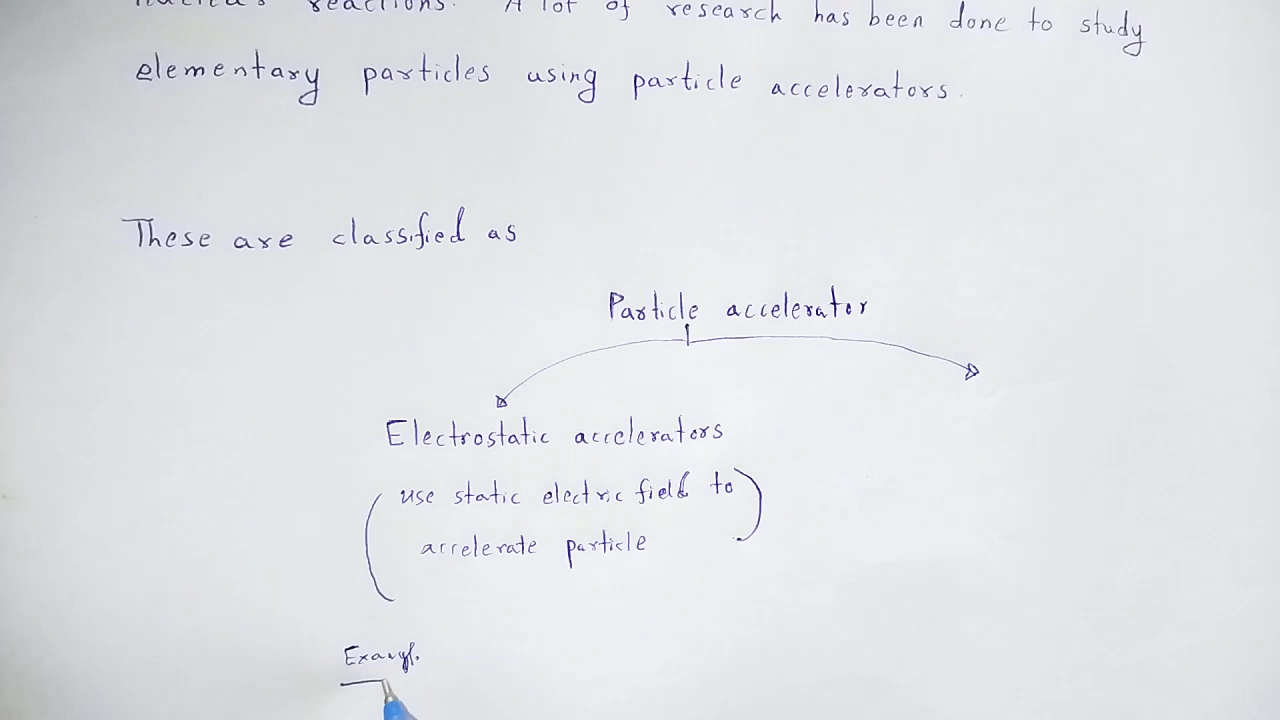 reactions. A lot of research has been done to study
elementary particles using particle accelerators.
These are classified as
Particle accelerator
Electrostatic accelerators
(use static electric field to
accelerate particle)